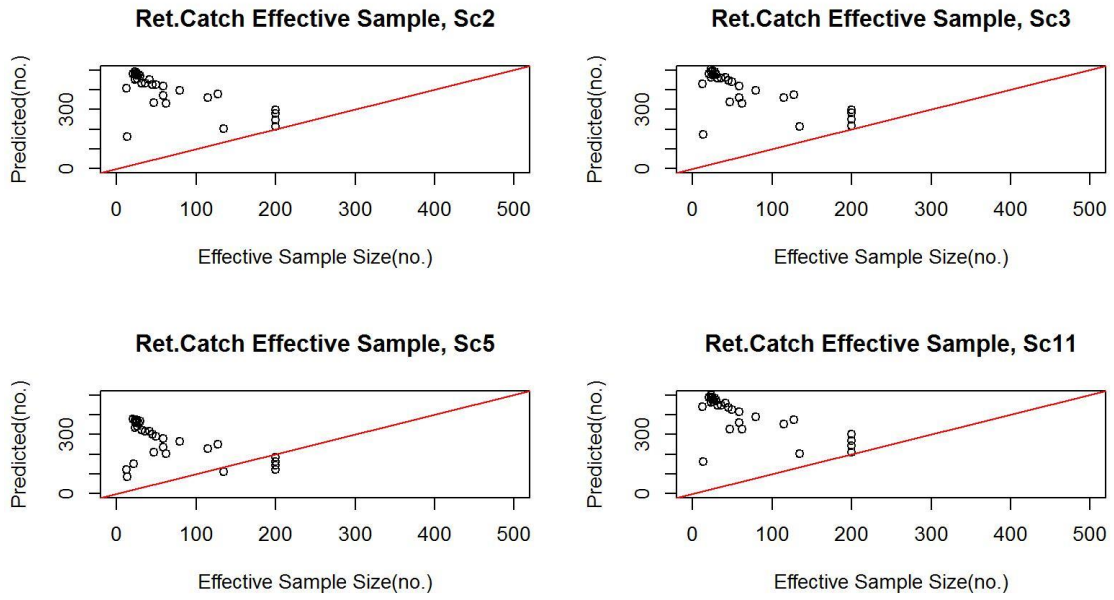 Ret.Catch Effective Sample, Sc2
Predicted(no.)
300
0
0 100 200 300 400 500
Effective Sample Size(no.)
Ret.Catch Effective Sample, Sc3
Predicted(no.)
300
0
0 100 200 300 400 500
Effective Sample Size(no.)
Ret.Catch Effective Sample, Sc5
Predicted(no.)
300
0
0 100 200 300 400 500
Effective Sample Size(no.)
Ret.Catch Effective Sample, Sc11
Predicted(no.)
300
0
0 100 200 300 400 500
Effective Sample Size(no.)